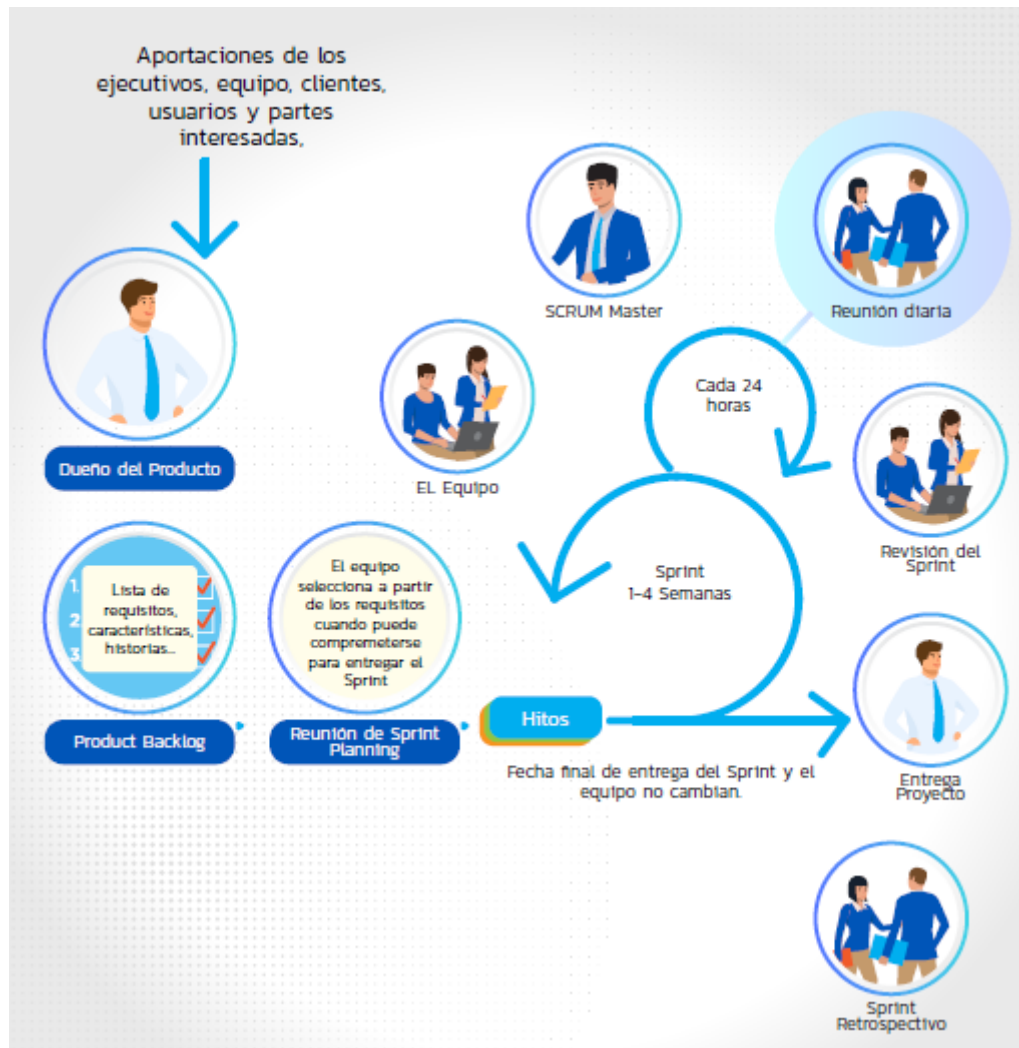 Aportaciones de los
ejecutivos, equipo, clientes,
usuarios y partes
interesadas,
SCRUM Master
Reunión diaria
Cada 24
horas
Dueño del Producto
EL Equipo
Revisión del
Sprint
Sprint
1-4 Semanas
1.
2
3.
Lista de
requisitos,
características,
historias...
El equipo
selecciona a partir
de los requisitos
cuando puede
compremeterse
para entregar el
Sprint
Product Backlog
Reunión de Sprint
Planning
Hitos
Fecha final de entrega del Sprint y el
equipo no cambian.
Entrega
Proyecto
Sprint
Retrospectivo